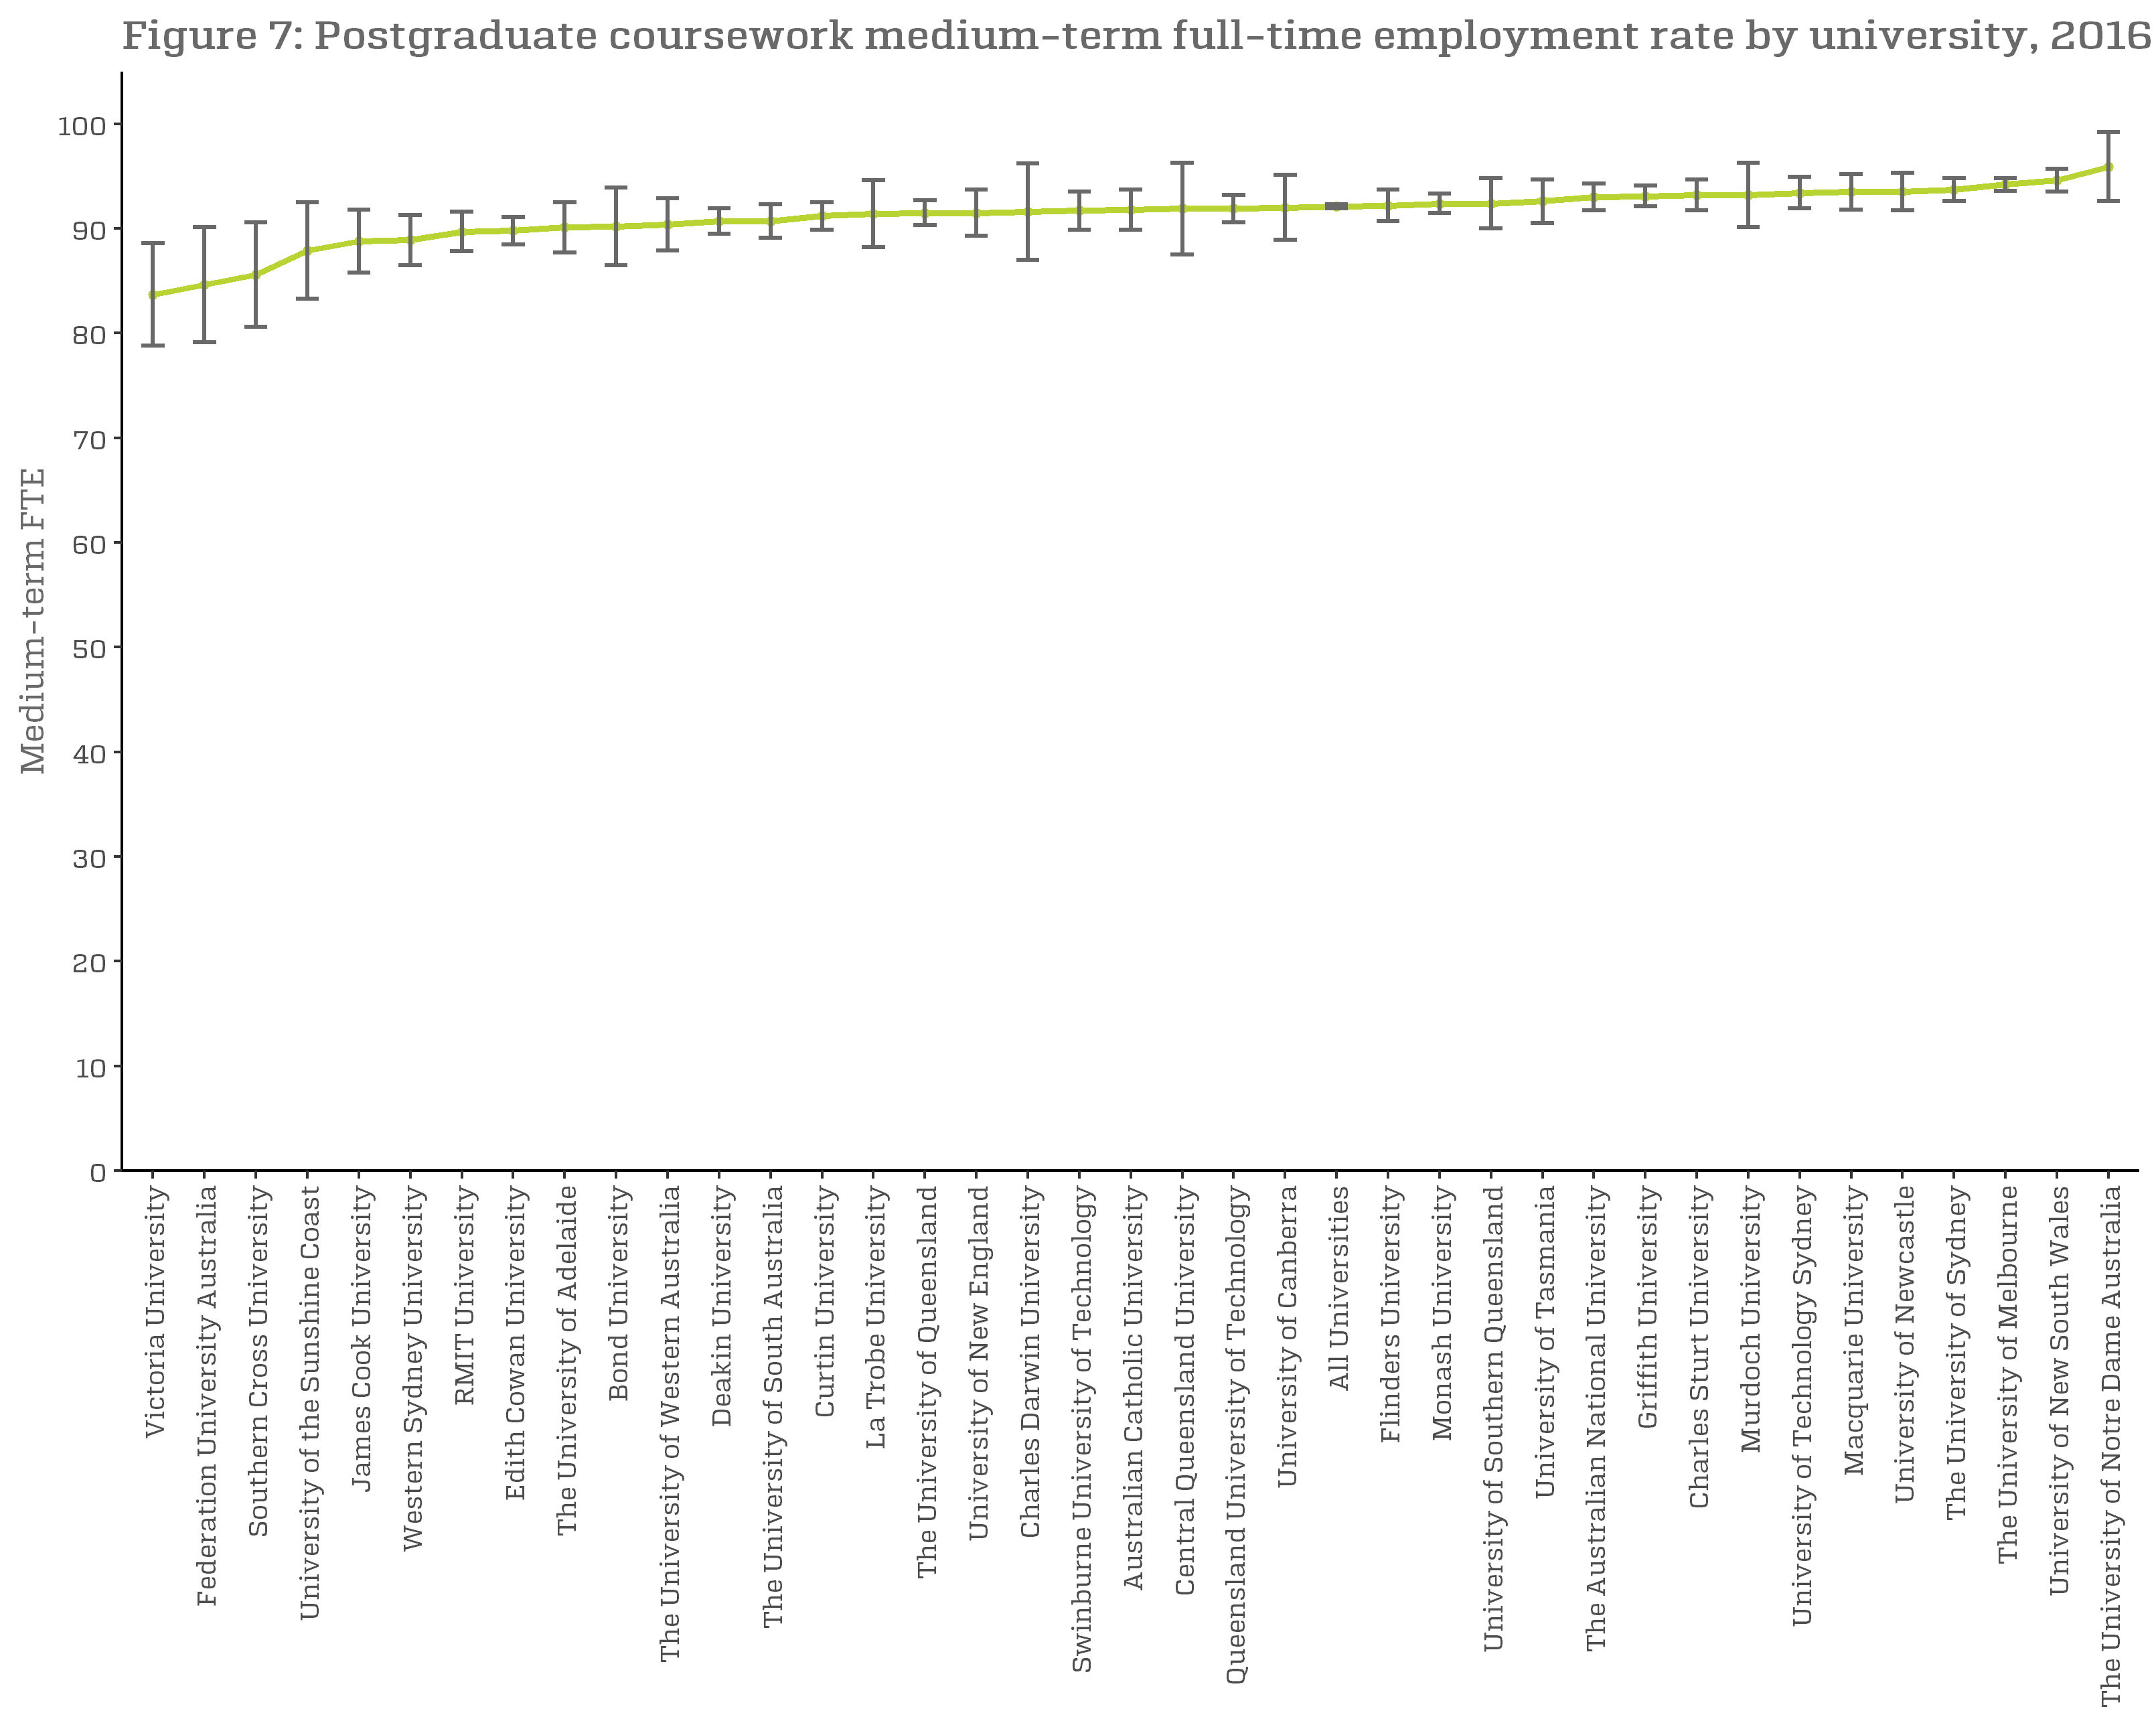 Figure 7: Postgraduate coursework medium-term full-time employment rate by university, 2016
Medium-term FTE
100
90
80
70
60
50
40
30
20
10
0
Victoria University
Federation University Australia
Southern Cross University
University of the Sunshine Coast
James Cook University
Western Sydney University
RMIT University
Edith Cowan University
The University of Adelaide
Bond University
The University of Western Australia
Deakin University
The University of South Australia
Curtin University
La Trobe University
The University of Queensland
University of New England
Charles Darwin University
Swinburne University of Technology
Australian Catholic University
Central Queensland University
Queensland University of Technology
University of Canberra
All Universities
Flinders University
Monash University
University of Southern Queensland
University of Tasmania
The Australian National University
Griffith University
Charles Sturt University
Murdoch University
University of Technology Sydney
Macquarie University
University of Newcastle
The University of Sydney
The University of Melbourne
University of New South Wales
The University of Notre Dame Australia